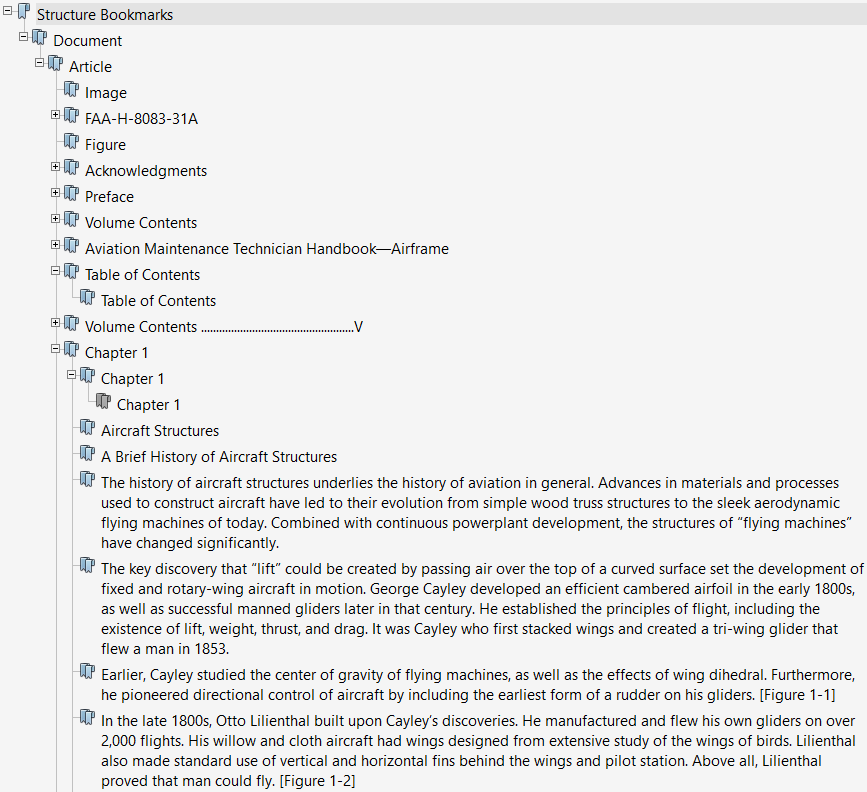 Structure Bookmarks
Document
Article
Image
FAA-H-8083-31A
Figure
Acknowledgments
Preface
Volume Contents
Aviation Maintenance Technician Handbook—Airframe
Table of Contents
Table of Contents
Volume Contents ...................................................V
Chapter 1
Chapter 1
Chapter 1
Aircraft Structures
A Brief History of Aircraft Structures
The history of aircraft structures underlies the history of aviation in general. Advances in materials and processes
used to construct aircraft have led to their evolution from simple wood truss structures to the sleek aerodynamic
flying machines of today. Combined with continuous powerplant development, the structures of “flying machines”
have changed significantly.
The key discovery that “lift” could be created by passing air over the top of a curved surface set the development of
fixed and rotary-wing aircraft in motion. George Cayley developed an efficient cambered airfoil in the early 1800s,
as well as successful manned gliders later in that century. He established the principles of flight, including the
existence of lift, weight, thrust, and drag. It was Cayley who first stacked wings and created a tri-wing glider that
flew a man in 1853.
Earlier, Cayley studied the center of gravity of flying machines, as well as the effects of wing dihedral. Furthermore,
he pioneered directional control of aircraft by including the earliest form of a rudder on his gliders. [Figure 1-1]
In the late 1800s, Otto Lilienthal built upon Cayley’s discoveries. He manufactured and flew his own gliders on over
2,000 flights. His willow and cloth aircraft had wings designed from extensive study of the wings of birds. Lilienthal
also made standard use of vertical and horizontal fins behind the wings and pilot station. Above all, Lilienthal
proved that man could fly. [Figure 1-2]